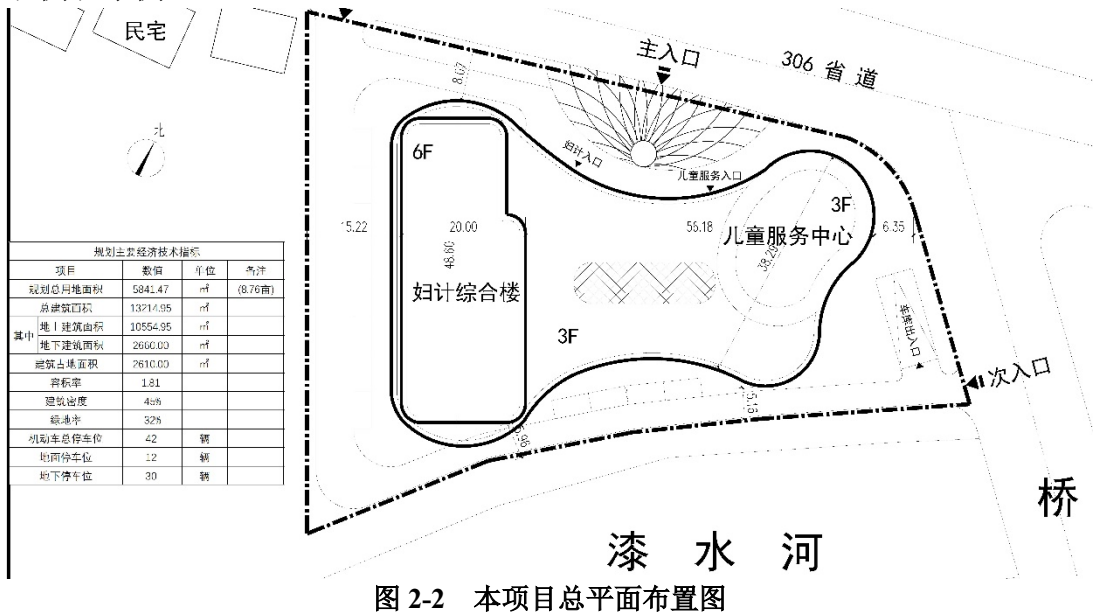 民宅
北
主入口
306 省道
8.07
6F
妇计入口
儿童服务入口
3F
15.22
20.00
55.18
儿童服务中心
6.35
48.60
38.29
妇计综合楼
3F
车库出入口
次入口
5.96
漆水河
桥
规划主要经济技术指标
项目 数值 单位 备注
规划总用地面积 5841.47 ㎡ (8.76亩)
总建筑面积 13214.95 ㎡
其中 地上建筑面积 10554.95 ㎡
地下建筑面积 2660.00 ㎡
建筑占地面积 2610.00 ㎡
容积率 1.81
建筑密度 45%
绿地率 32%
机动车总停车位 42 辆
地面停车位 12 辆
地下停车位 30 辆
图 2-2 本项目总平面布置图